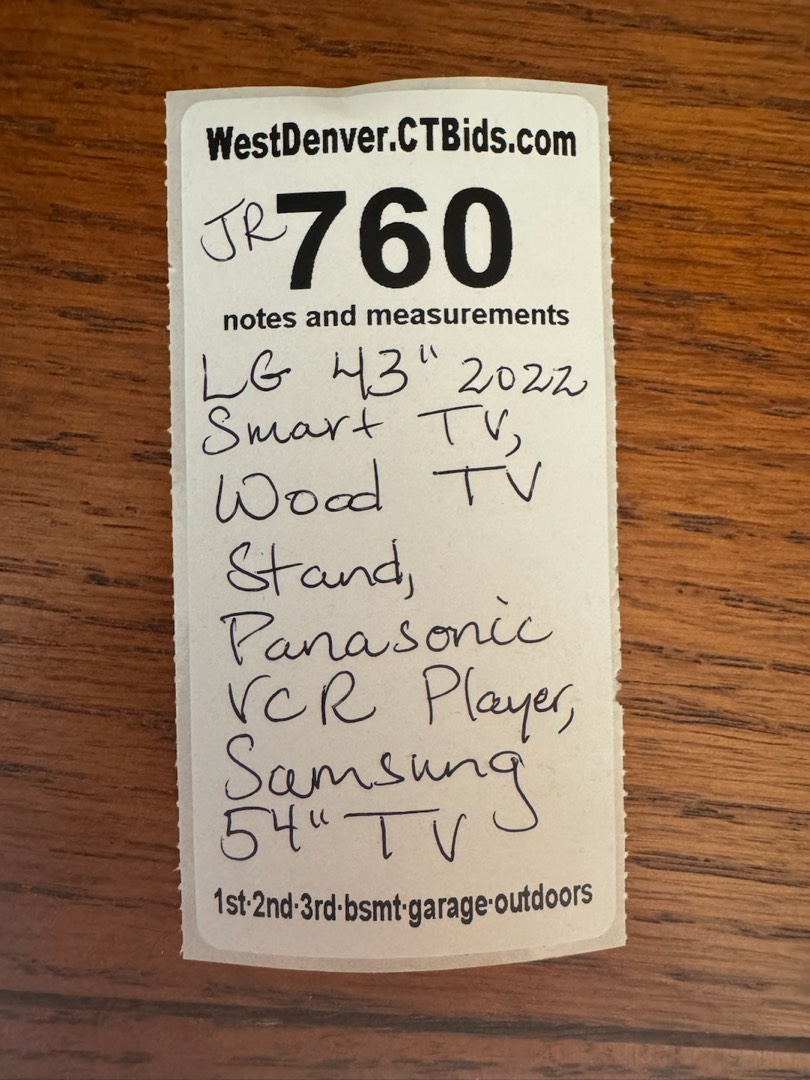 WestDenver.CTBids.com
JR 760
notes and measurements
LG 43" 2022
Smart TV,
Wood TV
Stand,
Panasonic
VCR Player,
Samsung
54" TV
1st·2nd·3rd·bsmt·garage·outdoors